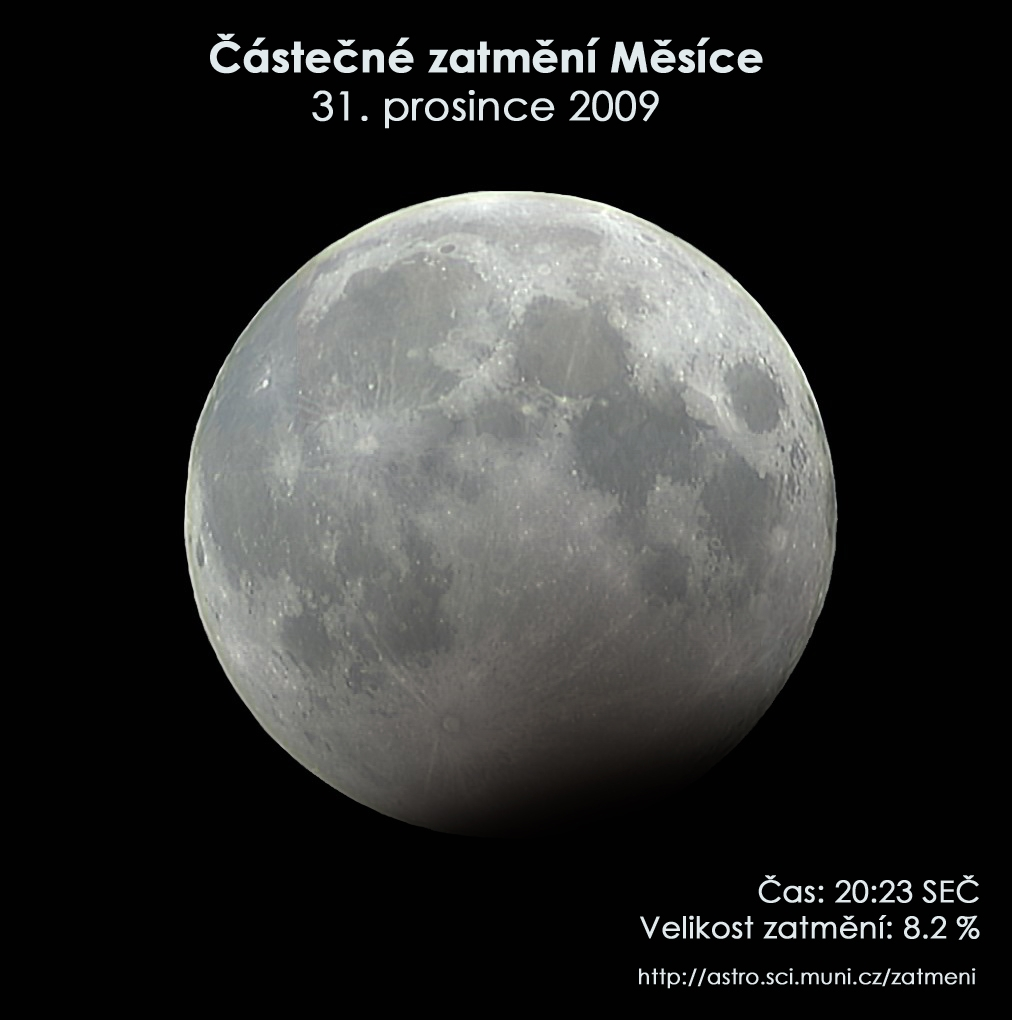 Částečné zatmění Měsíce
31. prosince 2009
Čas: 20:23 SEČ
Velikost zatmění: 8.2 %
http://astro.sci.muni.cz/zatmeni